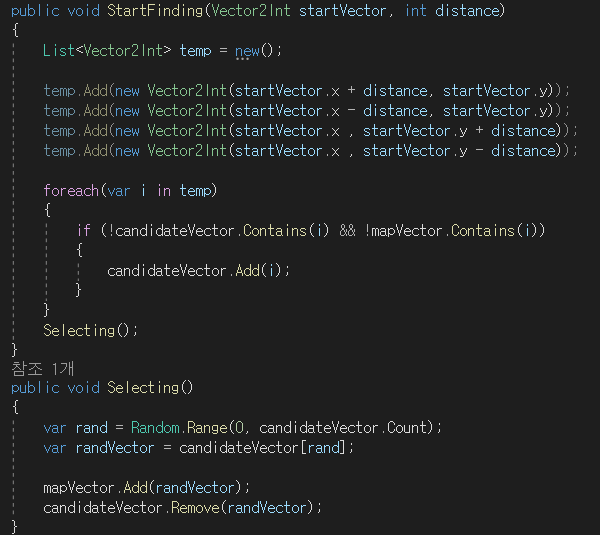 public void StartFinding(Vector2Int startVector, int distance)
{
List<Vector2Int> temp = new();
temp.Add(new Vector2Int(startVector.x + distance, startVector.y));
temp.Add(new Vector2Int(startVector.x - distance, startVector.y));
temp.Add(new Vector2Int(startVector.x , startVector.y + distance));
temp.Add(new Vector2Int(startVector.x , startVector.y - distance));
foreach(var i in temp)
{
if (!candidateVector.Contains(i) && !mapVector.Contains(i))
{
candidateVector.Add(i);
}
}
Selecting();
}
참조 1개
public void Selecting()
{
var rand = Random.Range(0, candidateVector.Count);
var randVector = candidateVector[rand];
mapVector.Add(randVector);
candidateVector.Remove(randVector);
}